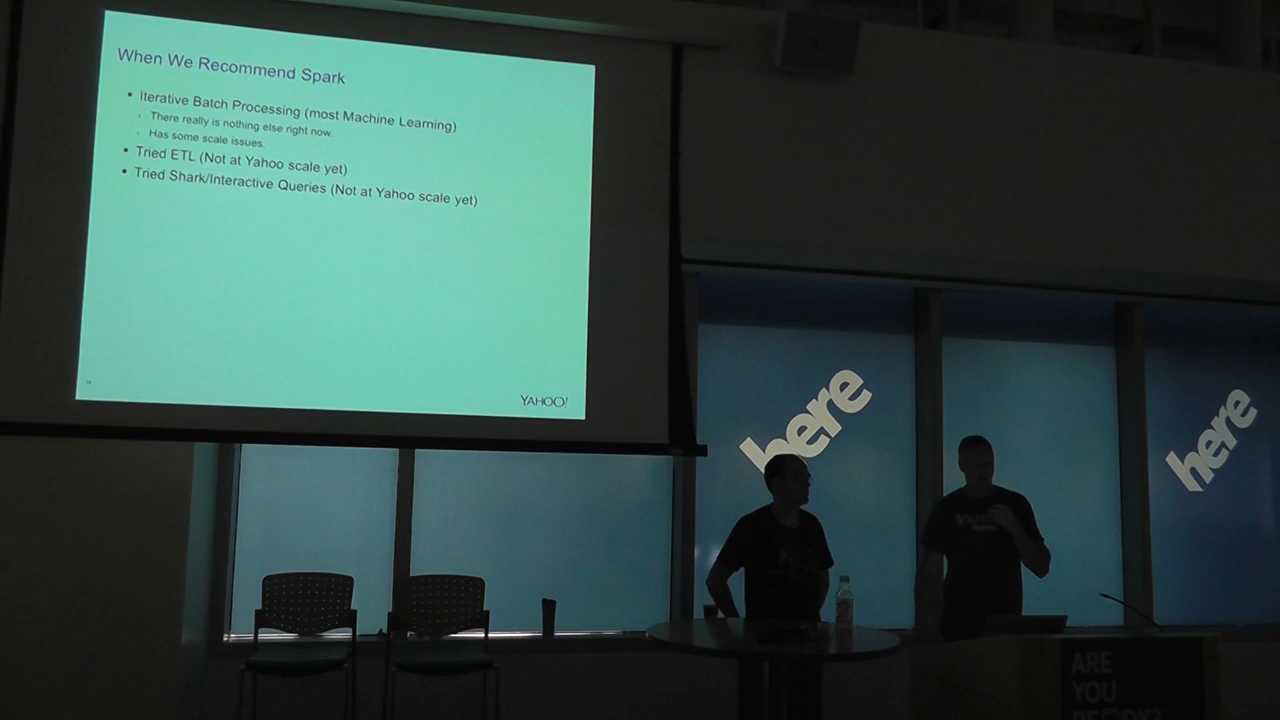 When We Recommend Spark
• Iterative Batch Processing (most Machine Learning)
There really is nothing else right now.
Has some scale issues.
• Tried ETL (Not at Yahoo scale yet)
• Tried Shark/Interactive Queries (Not at Yahoo scale yet)
YAHOO!
here
here
YAHOO
ARE
YOU
READY?